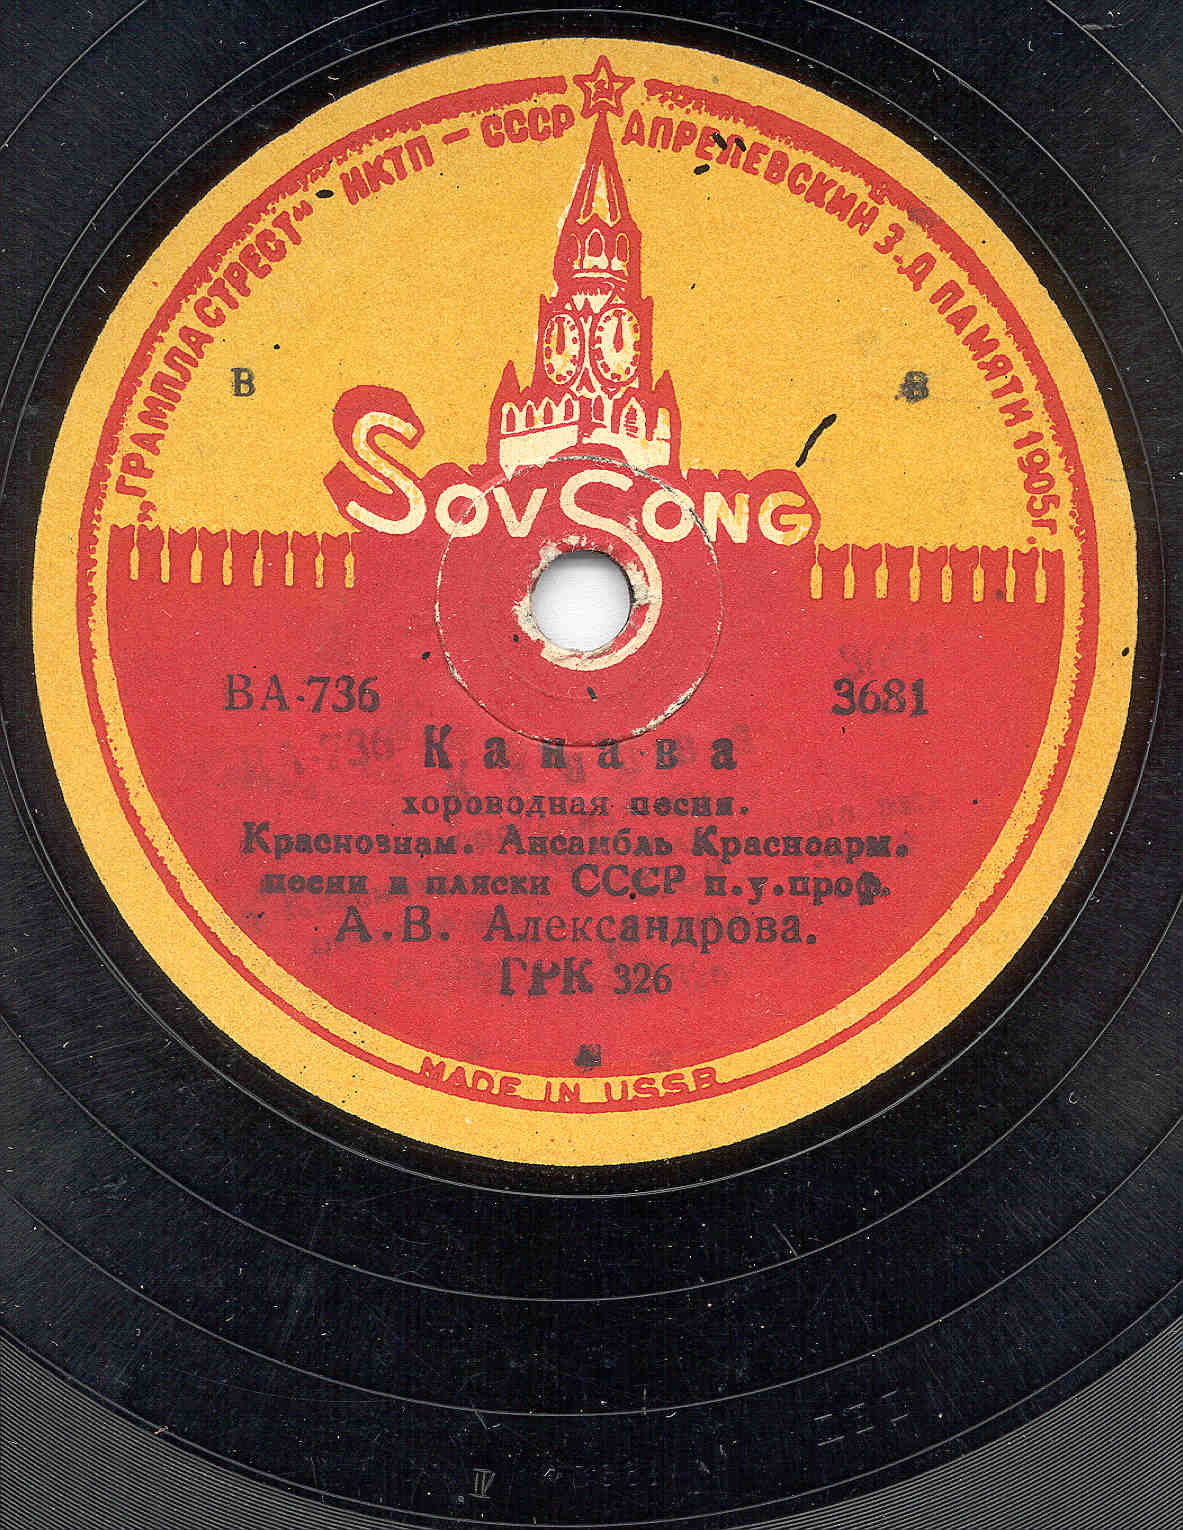 „ГРАМПЛАСТРЕСТ" НКТП – СССР АПРЕЛЕВСКИЙ З-Д ПАМЯТИ 1905г.
В В
SovSong
ВА-736 3681
Канава
хороводная песня.
Краснознам. Ансамбль Красноарм.
песни и пляски СССР п.у.проф.
А.В. Александрова.
ГРК 326
MADE IN USSR
IV